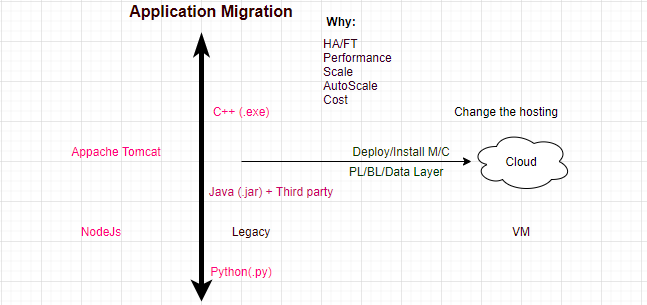 Application Migration
Why:
HA/FT
Performance
Scale
AutoScale
Cost
C++ (.exe)
Change the hosting
Appache Tomcat
Deploy/Install M/C
Cloud
PL/BL/Data Layer
Java (.jar) + Third party
NodeJs
Legacy
VM
Python(.py)